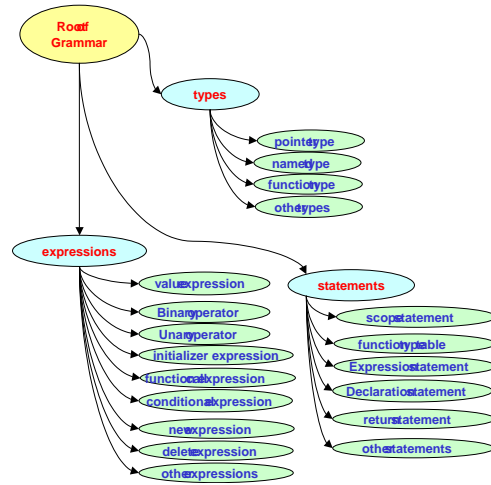 Root of
Grammar
types
pointer type
named type
function type
other types
expressions
value expression
Binary operator
Unary operator
initializer expression
function call expression
conditional expression
new expression
delete expression
other expressions
statements
scope statement
function type table
Expression statement
Declaration statement
return statement
other statements